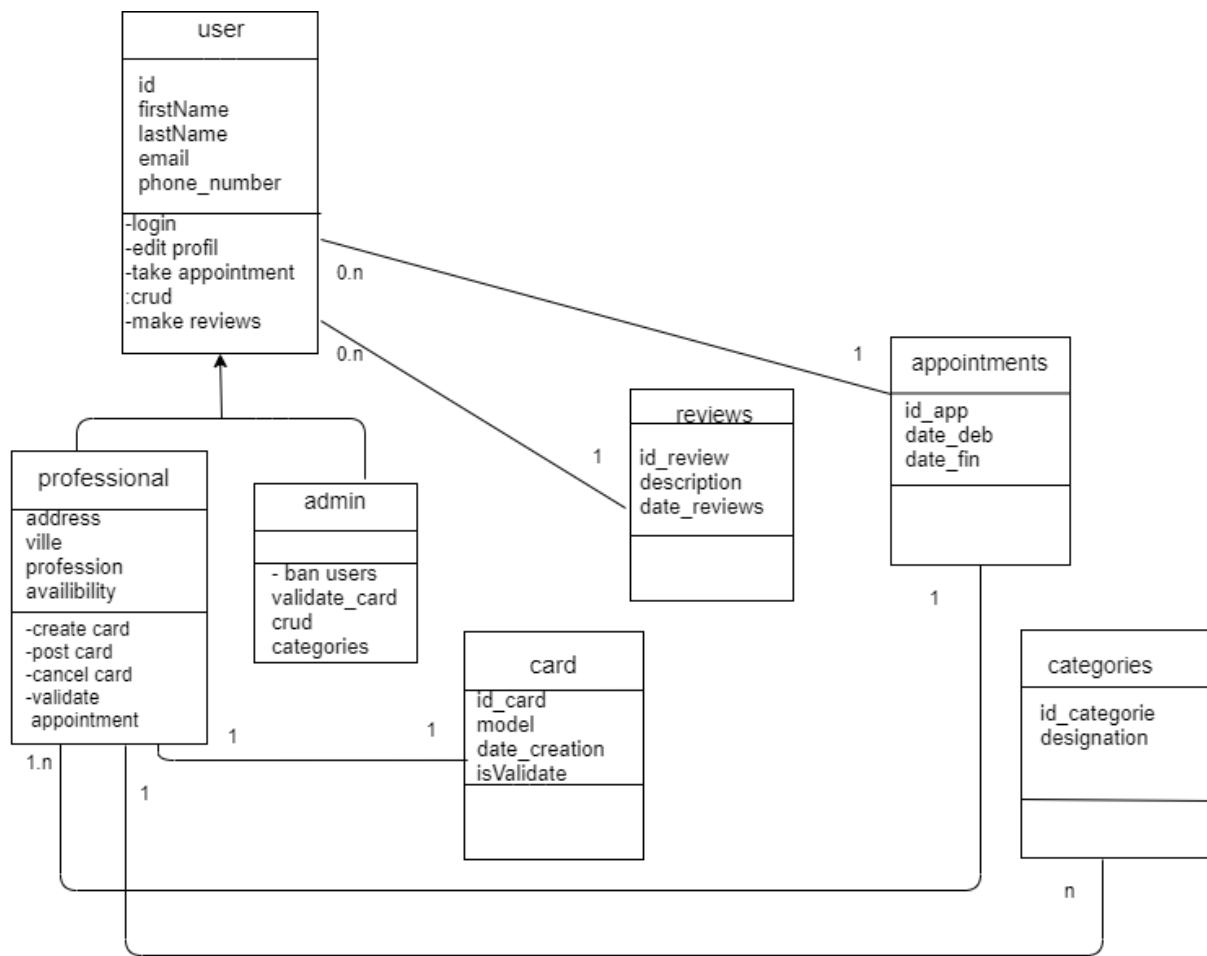 user
id
firstName
lastName
email
phone_number
-login
-edit profil
-take appointment
:crud
-make reviews
0.n
0.n
1
appointments
id_app
date_deb
date_fin
1
reviews
id_review
description
date_reviews
1
professional
address
ville
profession
availibility
-create card
-post card
-cancel card
-validate
appointment
admin
- ban users
validate_card
crud
categories
1.n
1
1
1
card
id_card
model
date_creation
isValidate
categories
id_categorie
designation
n